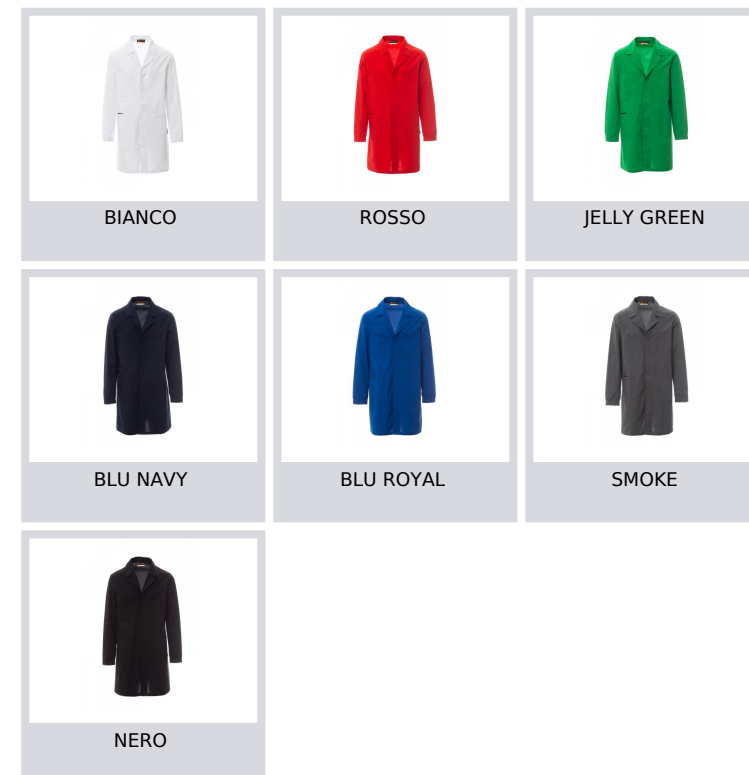 BIANCO
ROSSO
JELLY GREEN
BLU NAVY
BLU ROYAL
SMOKE
NERO